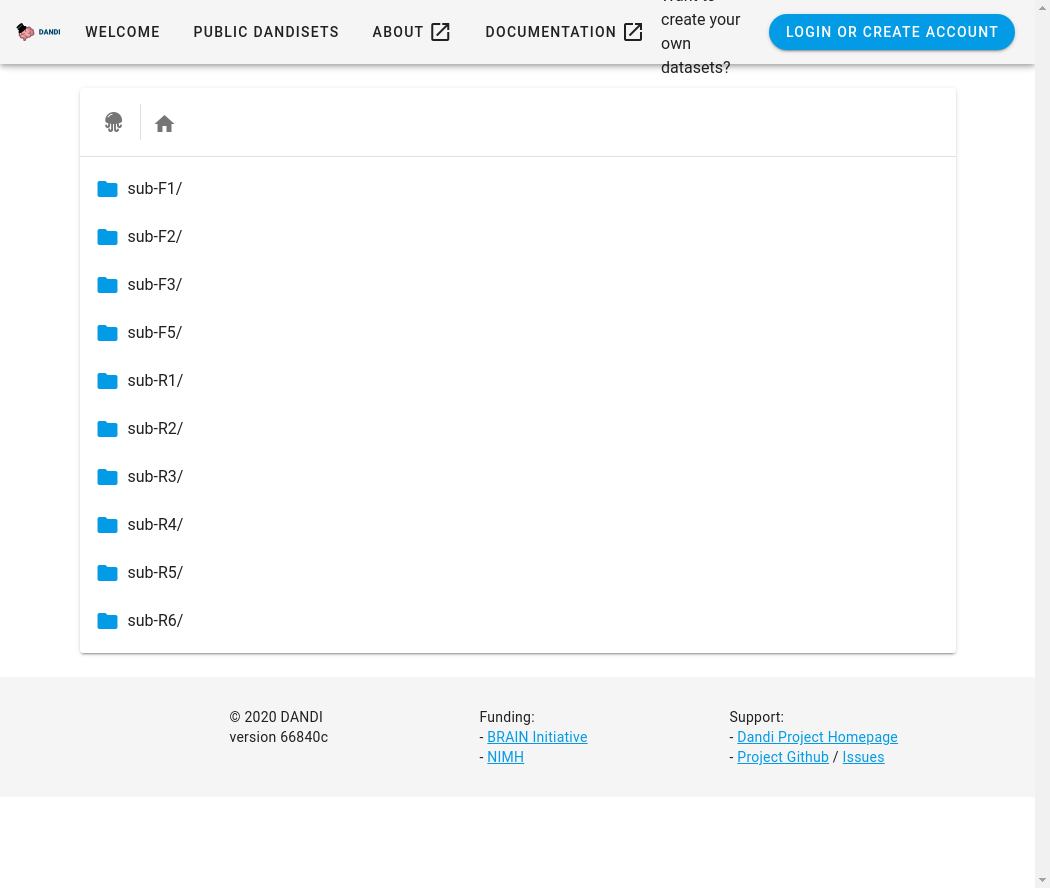 DANDI
WELCOME
PUBLIC DANDISETS
ABOUT
DOCUMENTATION
create your
own
datasets?
LOGIN OR CREATE ACCOUNT
sub-F1/
sub-F2/
sub-F3/
sub-F5/
sub-R1/
sub-R2/
sub-R3/
sub-R4/
sub-R5/
sub-R6/
© 2020 DANDI
version 66840c
Funding:
- BRAIN Initiative
- NIMH
Support:
- Dandi Project Homepage
- Project Github / Issues